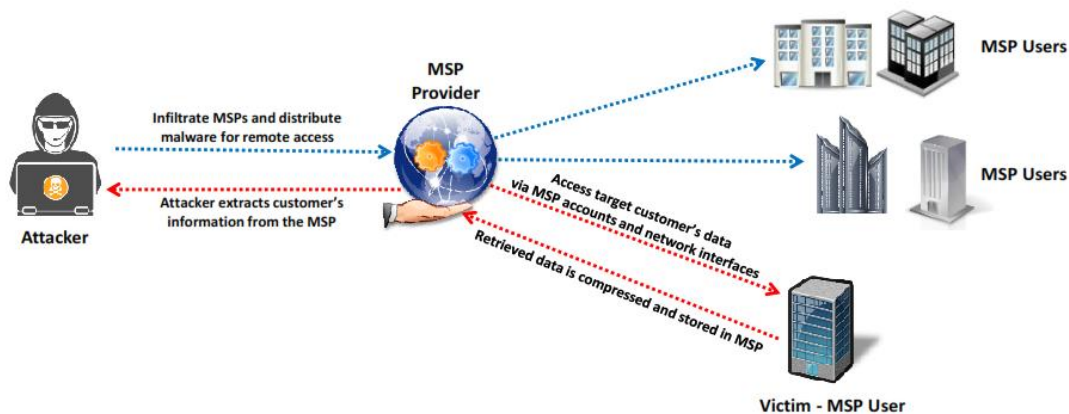 MSP Users
MSP
Provider
Infiltrate MSPs and distribute
malware for remote access
MSP Users
Attacker extracts customer's
information from the MSP
Attacker
Access target customer's data
via MSP accounts and network interfaces
Retrieved data is compressed and stored in MSP
Victim - MSP User